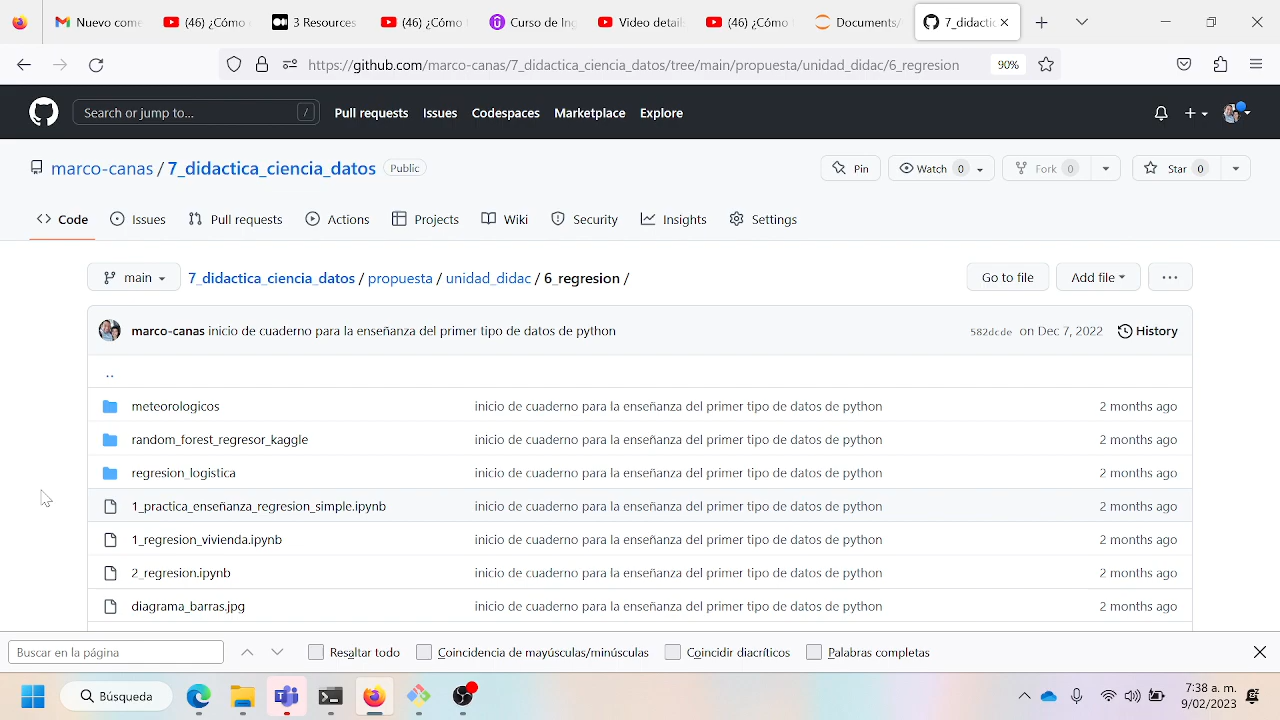 Nuevo come
(46) ¿Cómo
3 Resources
(46) ¿Cómo
Curso de Ing
Video details
(46) ¿Cómo
Documents/
7_didactic
https://github.com/marco-canas/7_didactica_ciencia_datos/tree/main/propuesta/unidad_didac/6_regresion
90%
Search or jump to...
/
Pull requests
Issues
Codespaces
Marketplace
Explore
marco-canas / 7_didactica_ciencia_datos
Public
Pin
Watch 0
Fork 0
Star 0
Code
Issues
Pull requests
Actions
Projects
Wiki
Security
Insights
Settings
main
7_didactica_ciencia_datos / propuesta / unidad_didac / 6_regresion /
Go to file
Add file
...
marco-canas inicio de cuaderno para la enseñanza del primer tipo de datos de python
582dcde on Dec 7, 2022
History
..
meteorologicos inicio de cuaderno para la enseñanza del primer tipo de datos de python 2 months ago
random_forest_regresor_kaggle inicio de cuaderno para la enseñanza del primer tipo de datos de python 2 months ago
regresion_logistica inicio de cuaderno para la enseñanza del primer tipo de datos de python 2 months ago
1_practica_enseñanza_regresion_simple.ipynb inicio de cuaderno para la enseñanza del primer tipo de datos de python 2 months ago
1_regresion_vivienda.ipynb inicio de cuaderno para la enseñanza del primer tipo de datos de python 2 months ago
2_regresion.ipynb inicio de cuaderno para la enseñanza del primer tipo de datos de python 2 months ago
diagrama_barras.jpg inicio de cuaderno para la enseñanza del primer tipo de datos de python 2 months ago
Buscar en la página
Resaltar todo
Coincidencia de mayúsculas/minúsculas
Coincidir diacríticos
Palabras completas
Búsqueda
7:38 a. m.
9/02/2023